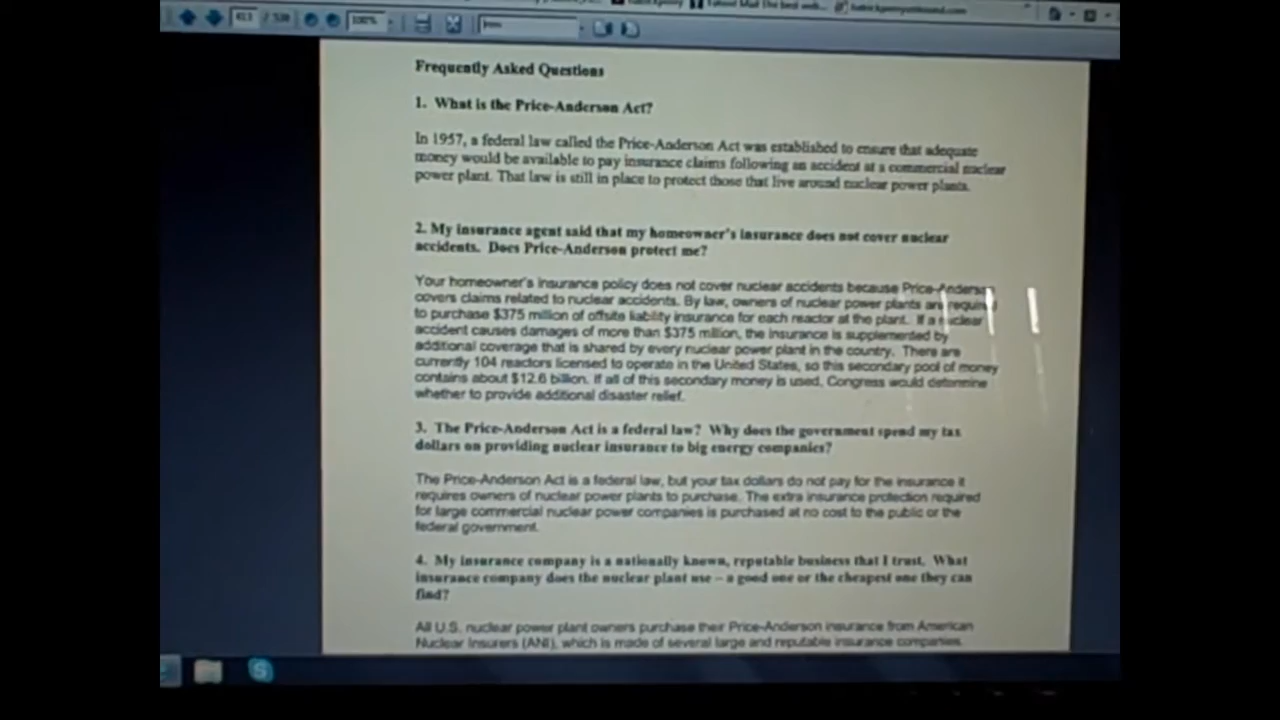 100%
Frequently Asked Questions
1. What is the Price-Anderson Act?
In 1957, a federal law called the Price-Anderson Act was established to ensure that adequate
money would be available to pay insurance claims following an accident at a commercial nuclear
power plant. That law is still in place to protect those that live around nuclear power plants.
2. My insurance agent said that my homeowner's insurance does not cover nuclear
accidents. Does Price-Anderson protect me?
Your homeowner's insurance policy does not cover nuclear accidents because Price-Anderson
covers claims related to nuclear accidents. By law, owners of nuclear power plants are required
to purchase $375 million of offsite liability insurance for each reactor at the plant. If a nuclear
accident causes damages of more than $375 million, the insurance is supplemented by
additional coverage that is shared by every nuclear power plant in the country. There are
currently 104 reactors licensed to operate in the United States, so this secondary pool of money
contains about $12.6 billion. If all of this secondary money is used, Congress would determine
whether to provide additional disaster relief.
3. The Price-Anderson Act is a federal law? Why does the government spend my tax
dollars on providing nuclear insurance to big energy companies?
The Price-Anderson Act is a federal law, but your tax dollars do not pay for the insurance it
requires owners of nuclear power plants to purchase. The extra insurance protection required
for large commercial nuclear power companies is purchased at no cost to the public or the
federal government.
4. My insurance company is a nationally known, reputable business that I trust. What
insurance company does the nuclear plant use – a good one or the cheapest one they can
find?
All U.S. nuclear power plant owners purchase their Price-Anderson insurance from American
Nuclear Insurers (ANI), which is made of several large and reputable insurance companies.